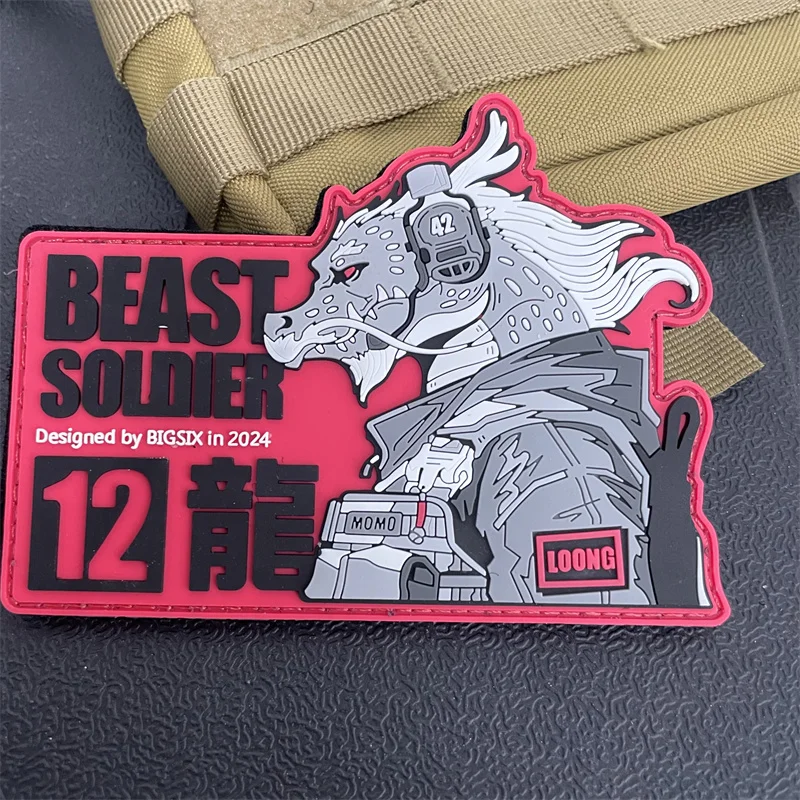 BEAST
SOLDIER
Designed by BIGSIX in 2024
12 龍
42
MOMO
LOONG